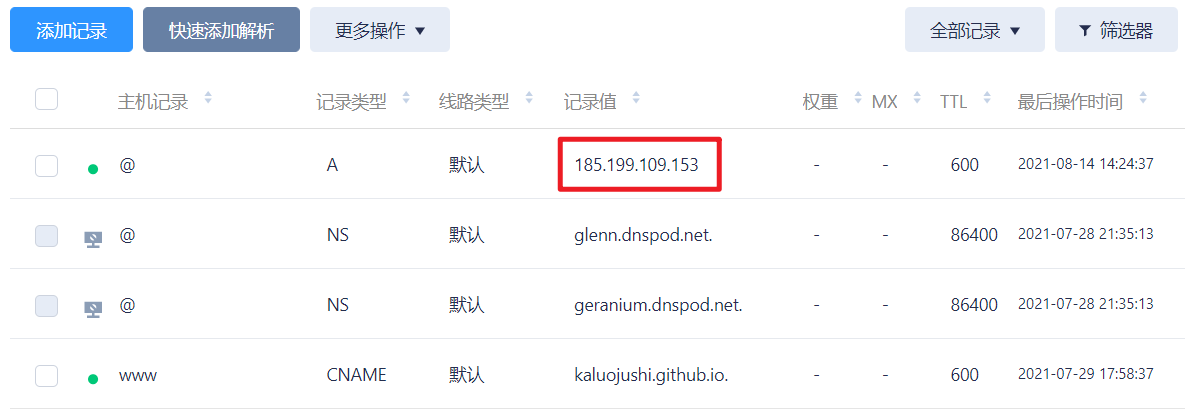 添加记录 快速添加解析 更多操作 全部记录 筛选器
主机记录 记录类型 线路类型 记录值 权重 MX TTL 最后操作时间
@ A 默认 185.199.109.153 - - 600 2021-08-14 14:24:37
@ NS 默认 glenn.dnspod.net. - - 86400 2021-07-28 21:35:13
@ NS 默认 geranium.dnspod.net. - - 86400 2021-07-28 21:35:13
www CNAME 默认 kaluojushi.github.io. - - 600 2021-07-29 17:58:37